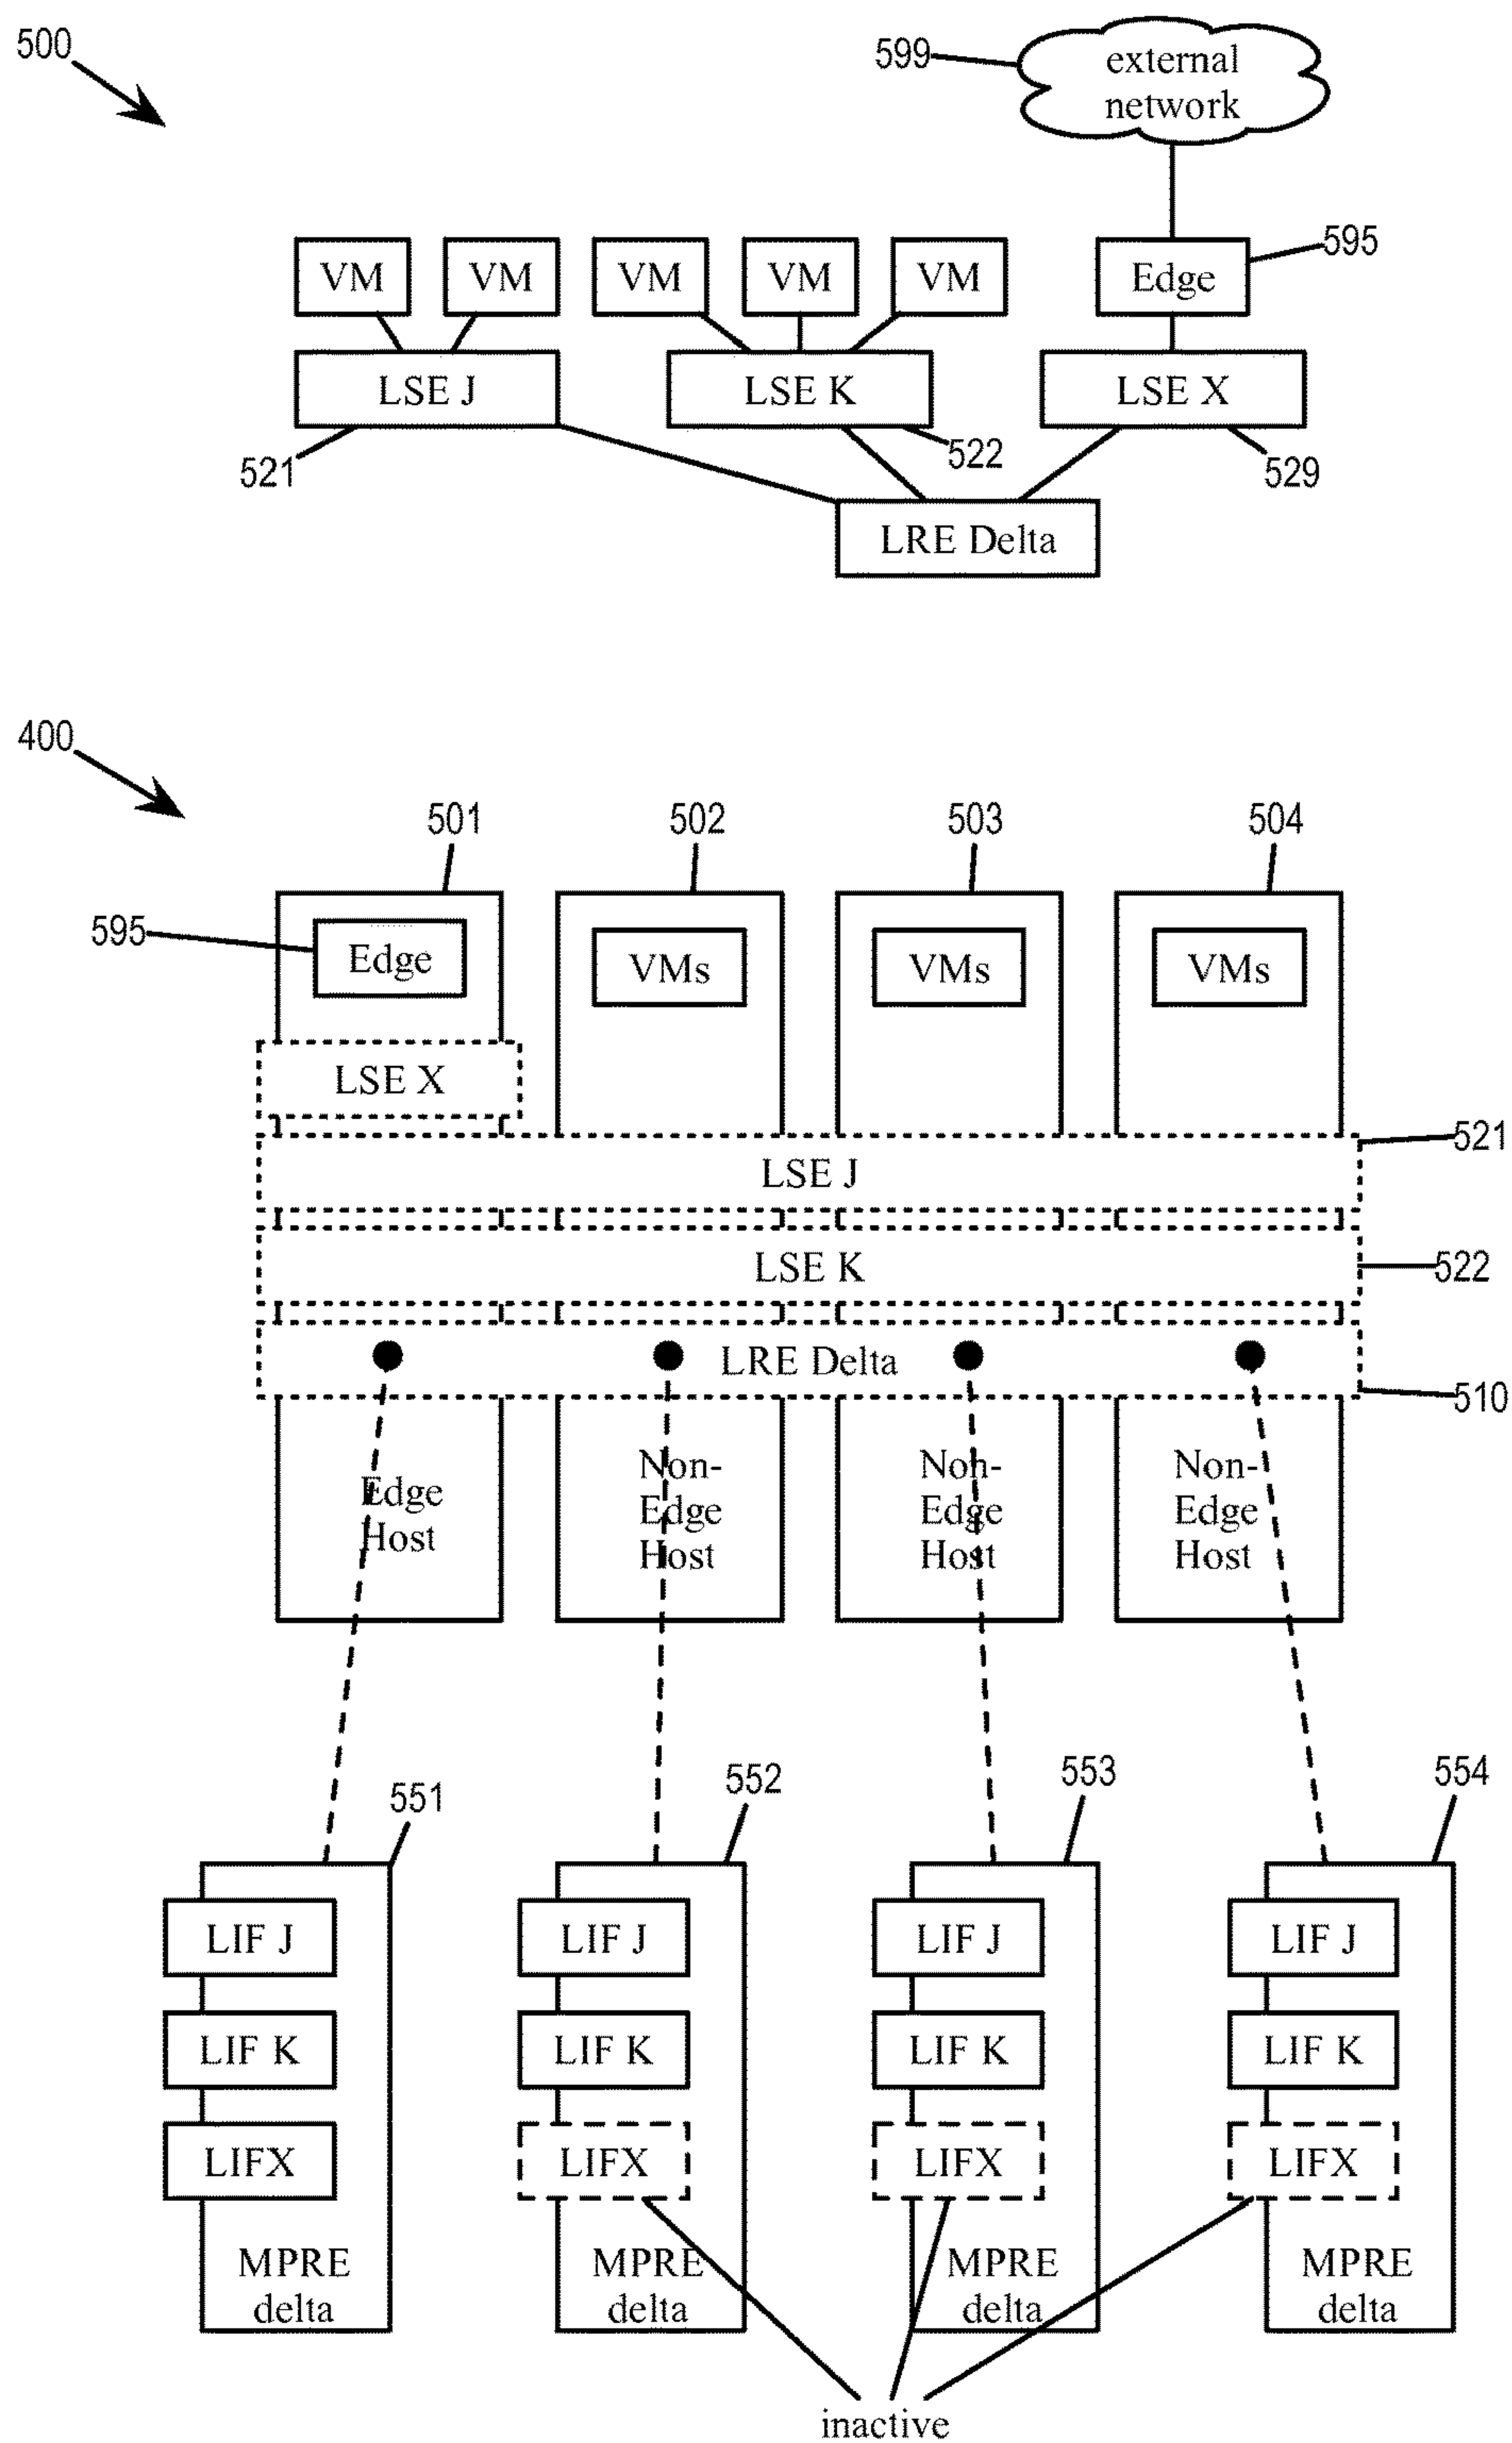 500
599
external
network
595
VM
VM
VM
VM
VM
Edge
LSE J
LSE K
LSE X
521
522
529
LRE Delta
400
501
502
503
504
595
Edge
VMs
VMs
VMs
LSE X
521
LSE J
LSE K
522
LRE Delta
510
Edge
Host
Non-
Edge
Host
Non-
Edge
Host
Non-
Edge
Host
551
552
553
554
LIF J
LIF J
LIF J
LIF J
LIF K
LIF K
LIF K
LIF K
LIFX
LIFX
LIFX
LIFX
MPRE
delta
MPRE
delta
MPRE
delta
MPRE
delta
inactive